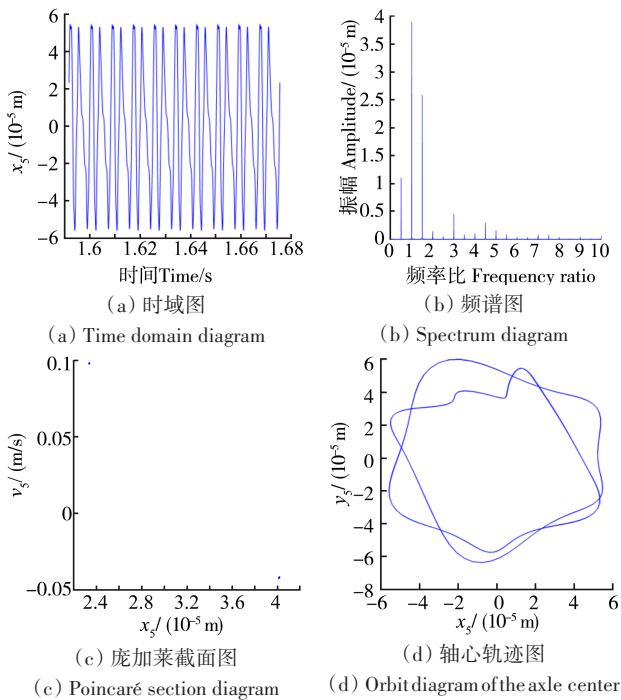 6
4
2
0
−2
−4
−6
x5/ (10−5 m)
1.6 1.62 1.64 1.66 1.68
时间Time/s
(a) 时域图
(a) Time domain diagram
4
3.5
3
2.5
2
1.5
1
0.5
0
振幅 Amplitude/ (10−5 m)
0 1 2 3 4 5 6 7 8 9 10
频率比 Frequency ratio
(b) 频谱图
(b) Spectrum diagram
0.1
0.05
0
−0.05
v5/ (m/s)
2.4 2.8 3.2 3.6 4
x5/ (10−5 m)
(c) 庞加莱截面图
(c) Poincaré section diagram
6
4
2
0
−2
−4
−6
−8
y5/ (10−5 m)
−6 −4 −2 0 2 4 6
x5/ (10−5 m)
(d) 轴心轨迹图
(d) Orbit diagram of the axle center